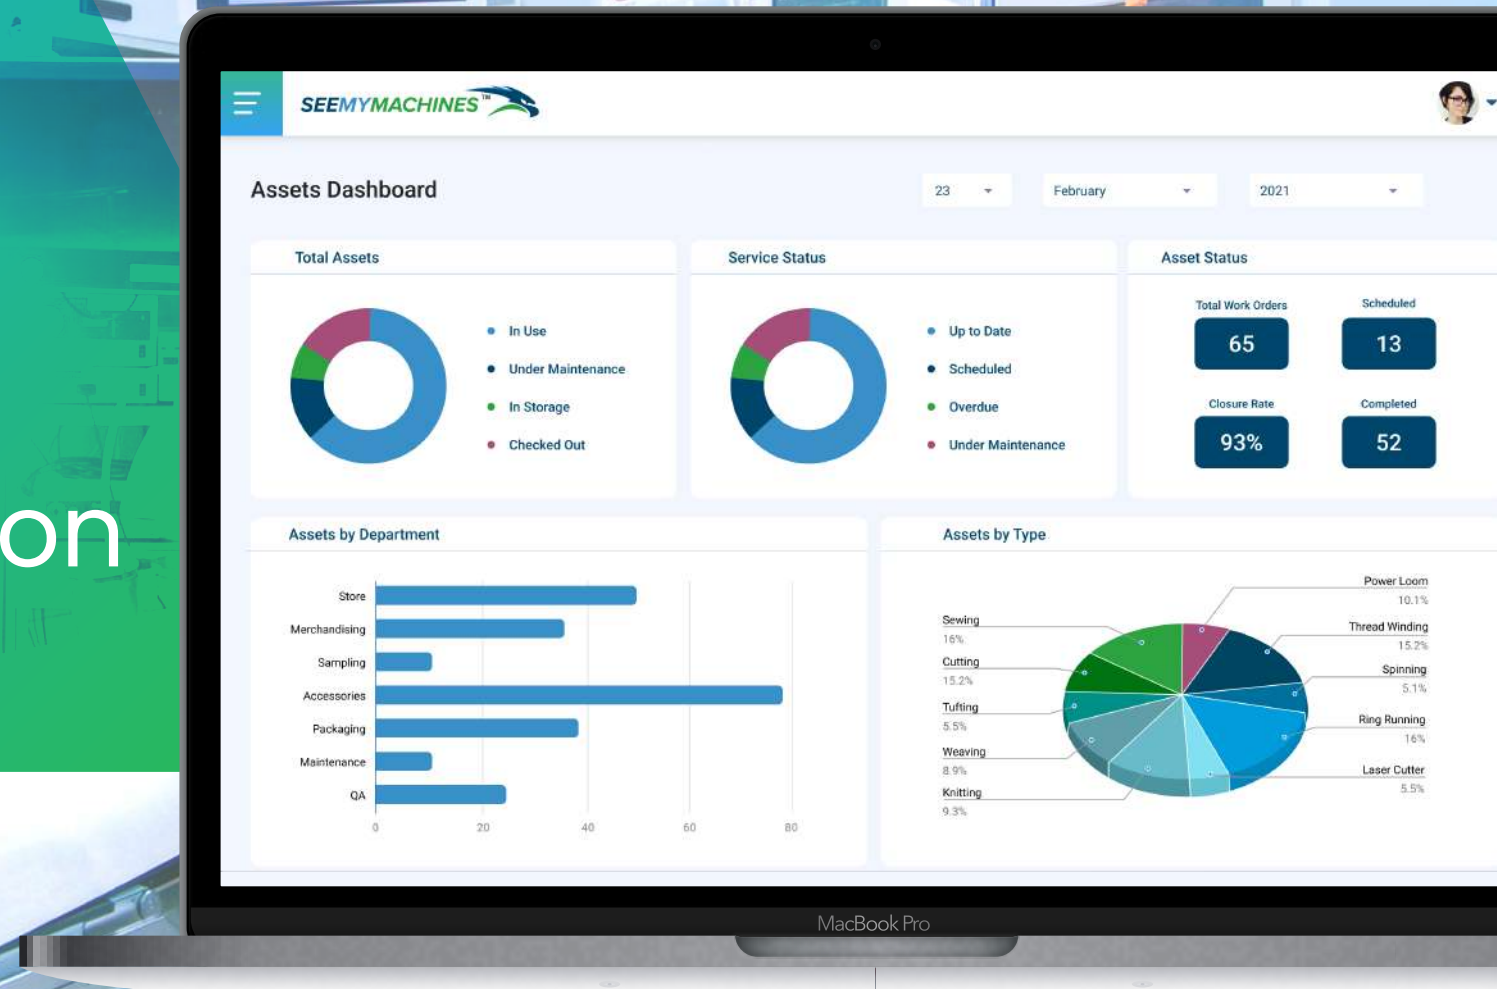 SEEMYMACHINES™
Assets Dashboard
23
February
2021
Total Assets
In Use
Under Maintenance
In Storage
Checked Out
Service Status
Up to Date
Scheduled
Overdue
Under Maintenance
Asset Status
Total Work Orders
65
Scheduled
13
Closure Rate
93%
Completed
52
on
Assets by Department
Store
Merchandising
Sampling
Accessories
Packaging
Maintenance
QA
0 20 40 60 80
Assets by Type
Sewing
16%
Cutting
15.2%
Tufting
5.5%
Weaving
8.9%
Knitting
9.3%
Power Loom
10.1%
Thread Winding
15.2%
Spinning
5.1%
Ring Running
16%
Laser Cutter
5.5%
MacBook Pro